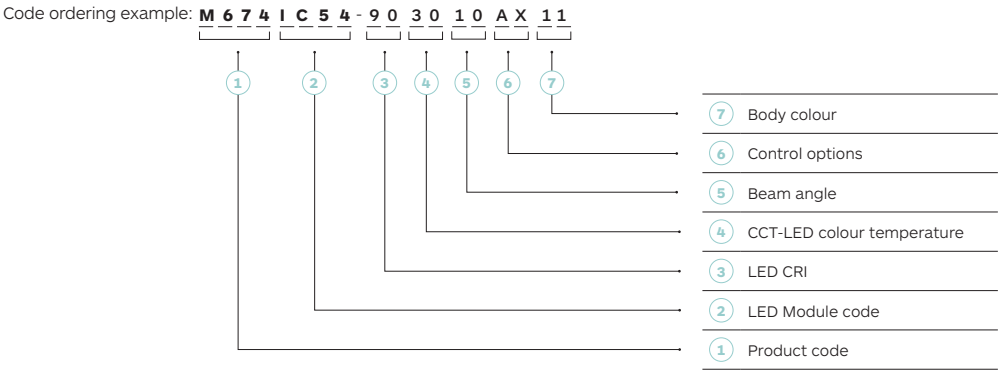 Code ordering example: M674IC54-903010AX11
1 2 3 4 5 6 7
7 Body colour
6 Control options
5 Beam angle
4 CCT-LED colour temperature
3 LED CRI
2 LED Module code
1 Product code